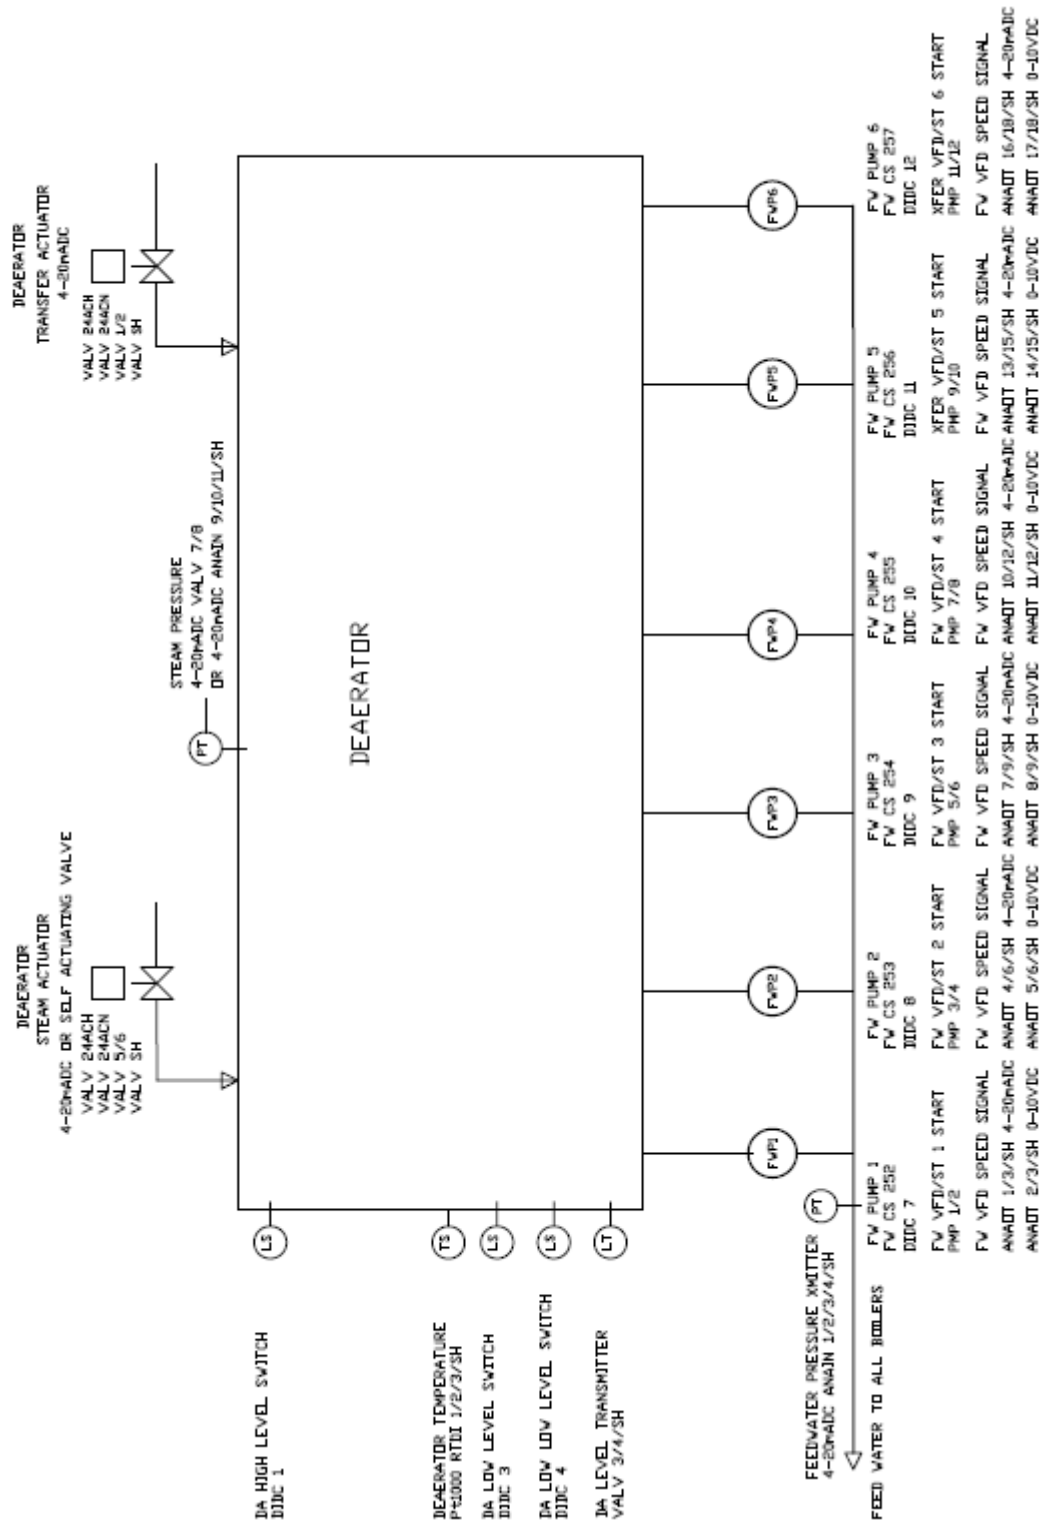 DEAERATOR
STEAM ACTUATOR
4-20mADC OR SELF ACTUATING VALVE
VALV 24ACH
VALV 24ACN
VALV 5/6
VALV SH
STEAM PRESSURE
4-20mADC VALV 7/8
OR 4-20mADC ANAIN 9/10/11/SH
PT
DEAERATOR
TRANSFER ACTUATOR
4-20mADC
VALV 24ACH
VALV 24ACN
VALV 1/2
VALV SH
DA HIGH LEVEL SWITCH
DIDC 1
LS
DEAERATOR
DEAERATOR TEMPERATURE
Pt1000 RTDI 1/2/3/SH
TS
DA LOW LEVEL SWITCH
DIDC 3
LS
DA LOW LOW LEVEL SWITCH
DIDC 4
LS
DA LEVEL TRANSMITTER
VALV 3/4/SH
LT
FWP1
FWP2
FWP3
FWP4
FWP5
FWP6
FEEDWATER PRESSURE XMITTER
4-20mADC ANAIN 1/2/3/4/SH
PT
FEED WATER TO ALL BOILERS
FW PUMP 1
FW CS 252
DIDC 7
FW VFD/ST 1 START
PMP 1/2
FW VFD SPEED SIGNAL
ANAOT 1/3/SH 4-20mADC
ANAOT 2/3/SH 0-10VDC
FW PUMP 2
FW CS 253
DIDC 8
FW VFD/ST 2 START
PMP 3/4
FW VFD SPEED SIGNAL
ANAOT 4/6/SH 4-20mADC
ANAOT 5/6/SH 0-10VDC
FW PUMP 3
FW CS 254
DIDC 9
FW VFD/ST 3 START
PMP 5/6
FW VFD SPEED SIGNAL
ANAOT 7/9/SH 4-20mADC
ANAOT 8/9/SH 0-10VDC
FW PUMP 4
FW CS 255
DIDC 10
FW VFD/ST 4 START
PMP 7/8
FW VFD SPEED SIGNAL
ANAOT 10/12/SH 4-20mADC
ANAOT 11/12/SH 0-10VDC
FW PUMP 5
FW CS 256
DIDC 11
XFER VFD/ST 5 START
PMP 9/10
FW VFD SPEED SIGNAL
ANAOT 13/15/SH 4-20mADC
ANAOT 14/15/SH 0-10VDC
FW PUMP 6
FW CS 257
DIDC 12
XFER VFD/ST 6 START
PMP 11/12
FW VFD SPEED SIGNAL
ANAOT 16/18/SH 4-20mADC
ANAOT 17/18/SH 0-10VDC